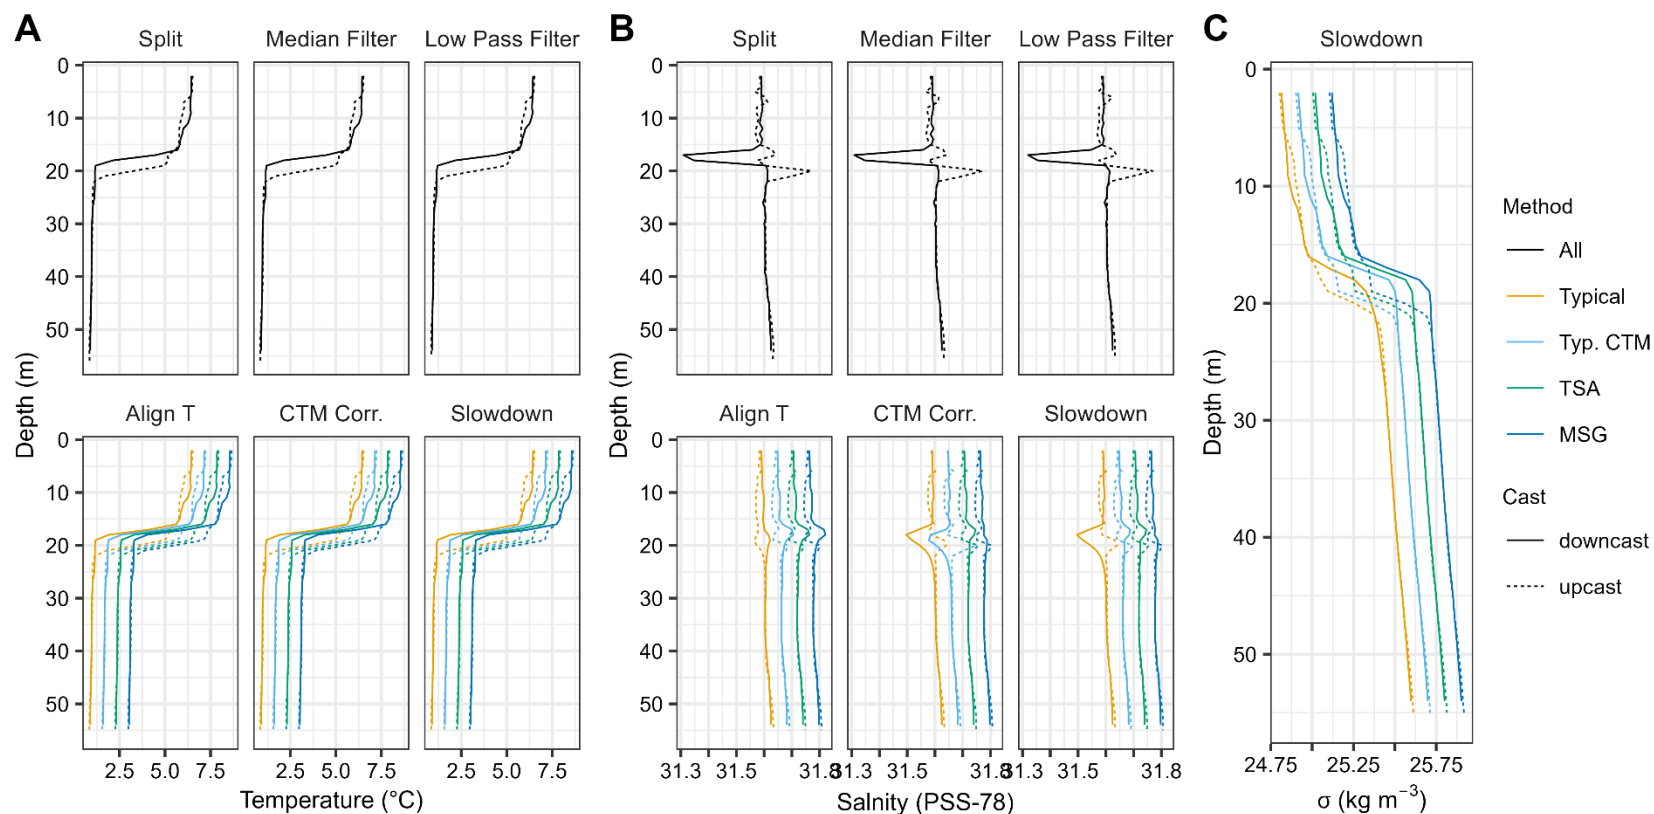 A
Split
Median Filter
Low Pass Filter
0
10
20
30
40
50
Align T
CTM Corr.
Slowdown
0
10
20
30
40
50
2.5 5.0 7.5
2.5 5.0 7.5
2.5 5.0 7.5
Depth (m)
Temperature (°C)
B
Split
Median Filter
Low Pass Filter
0
10
20
30
40
50
Align T
CTM Corr.
Slowdown
0
10
20
30
40
50
31.3 31.5 31.8
31.3 31.5 31.8
31.3 31.5 31.8
Depth (m)
Salnity (PSS-78)
C
Slowdown
0
10
20
30
40
50
24.75 25.25 25.75
Depth (m)
σ (kg m⁻³)
Method
All
Typical
Typ. CTM
TSA
MSG
Cast
downcast
upcast